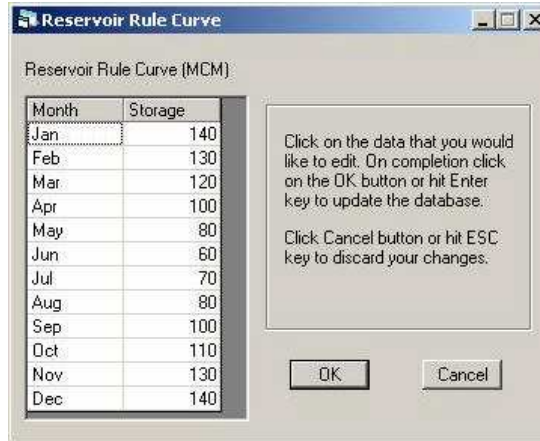 Reservoir Rule Curve
Reservoir Rule Curve (MCM)
Month Storage
Jan 140
Feb 130
Mar 120
Apr 100
May 80
Jun 60
Jul 70
Aug 80
Sep 100
Oct 110
Nov 130
Dec 140
Click on the data that you would
like to edit. On completion click
on the OK button or hit Enter
key to update the database.
Click Cancel button or hit ESC
key to discard your changes.
OK Cancel